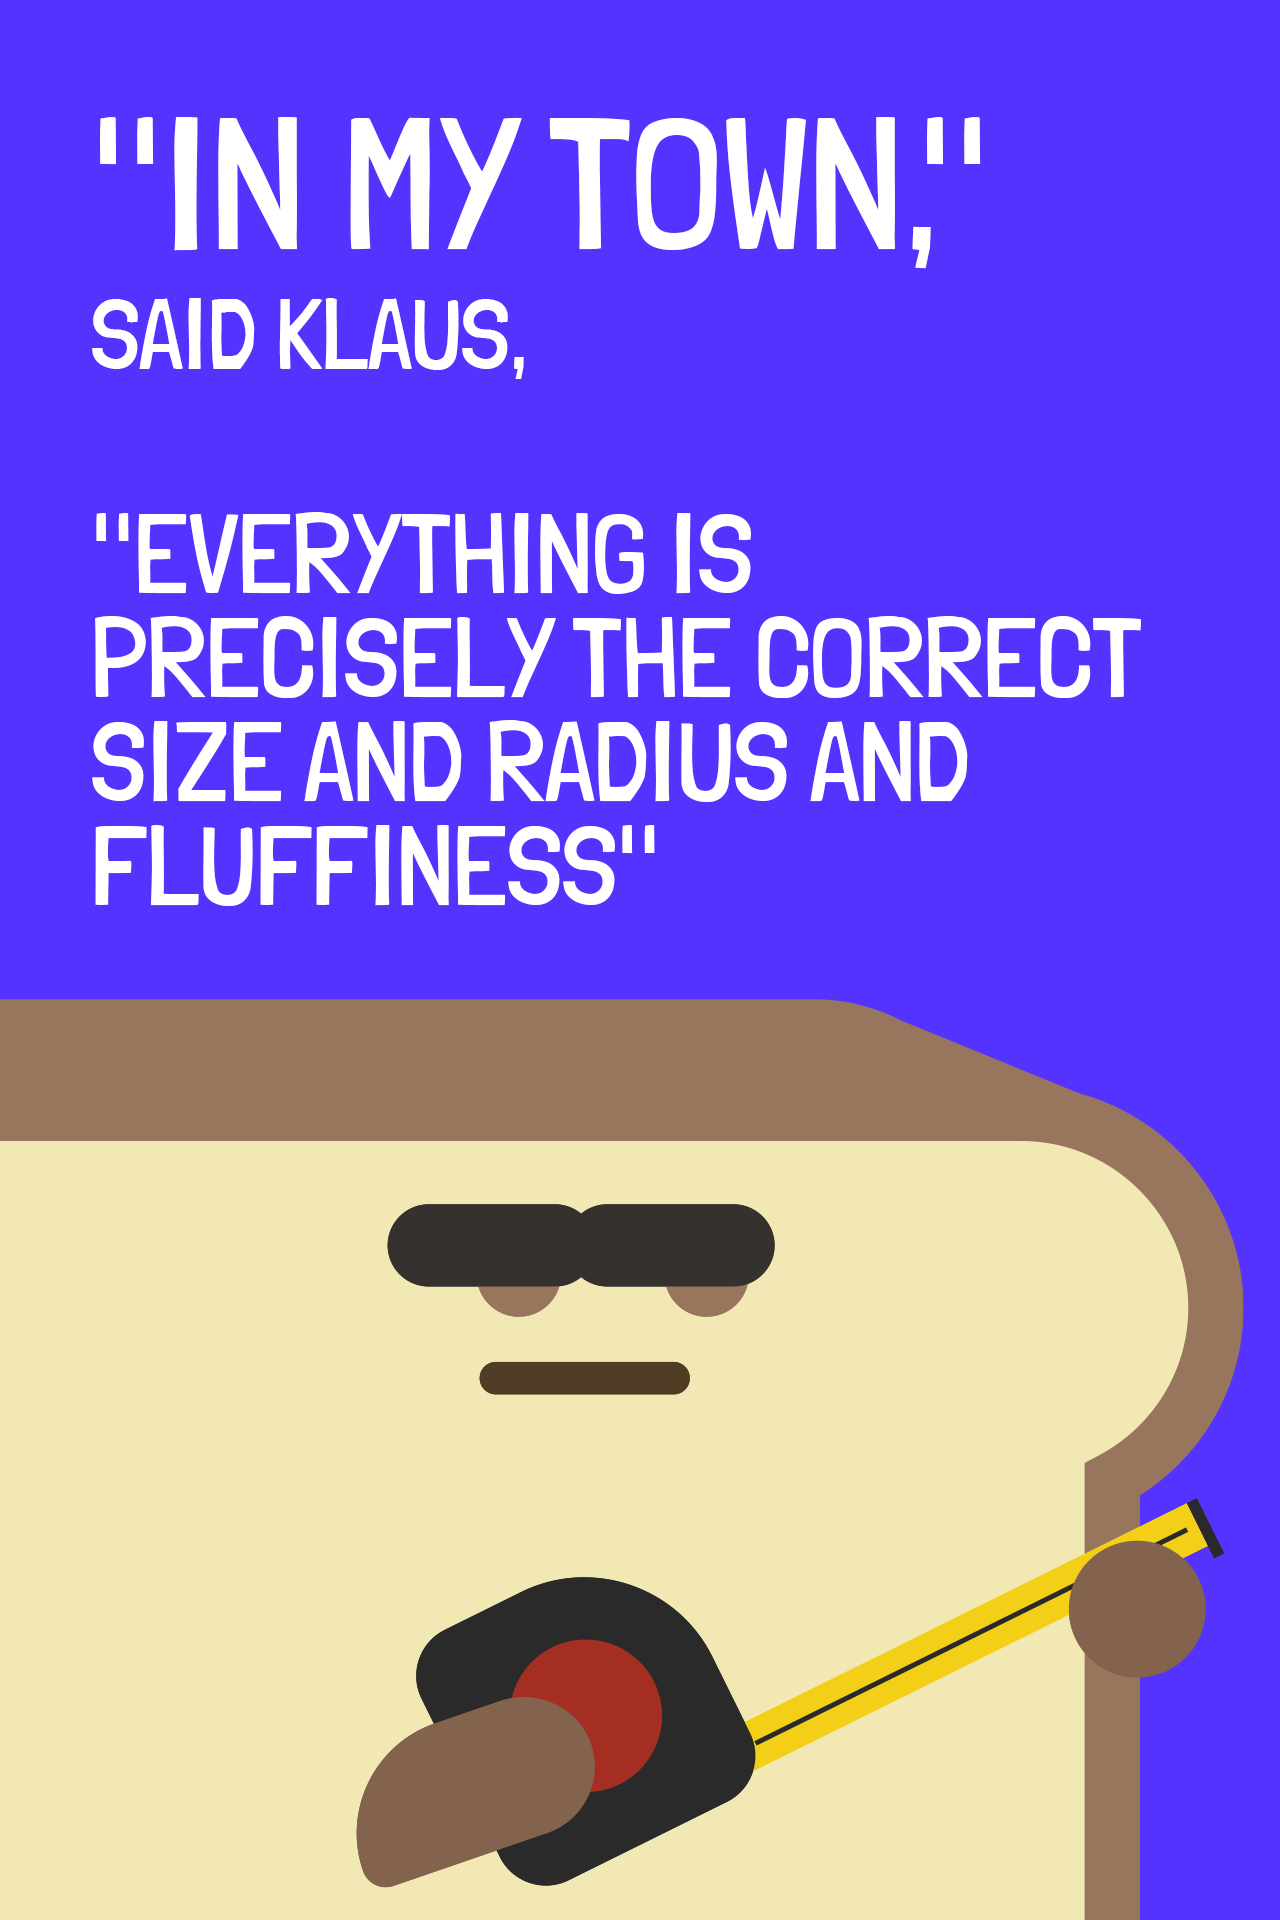 "IN MY TOWN,"
SAID KLAUS,
"EVERYTHING IS
PRECISELY THE CORRECT
SIZE AND RADIUS AND
FLUFFINESS"